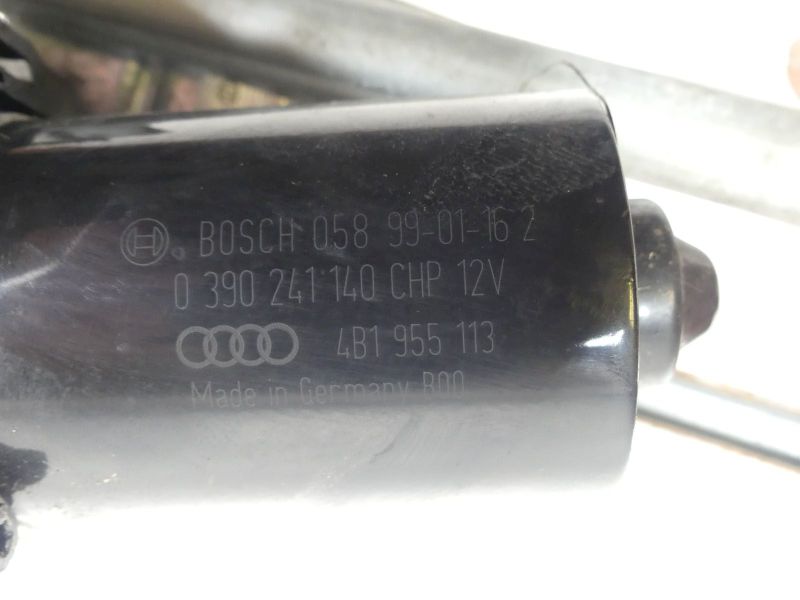 BOSCH 058 99-01-16 2
0 390 241 140 CHP 12V
4B1 955 113
Made in Germany B00